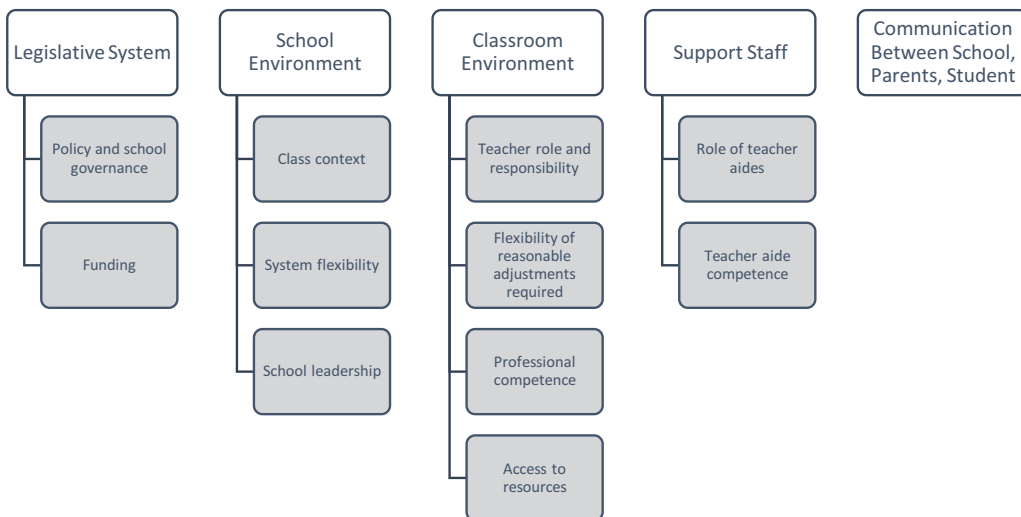 Legislative System
School
Environment
Classroom
Environment
Support Staff
Communication
Between School,
Parents, Student
Policy and school
governance
Funding
Class context
System flexibility
School leadership
Teacher role and
responsibility
Flexibility of
reasonable
adjustments
required
Professional
competence
Access to
resources
Role of teacher
aides
Teacher aide
competence